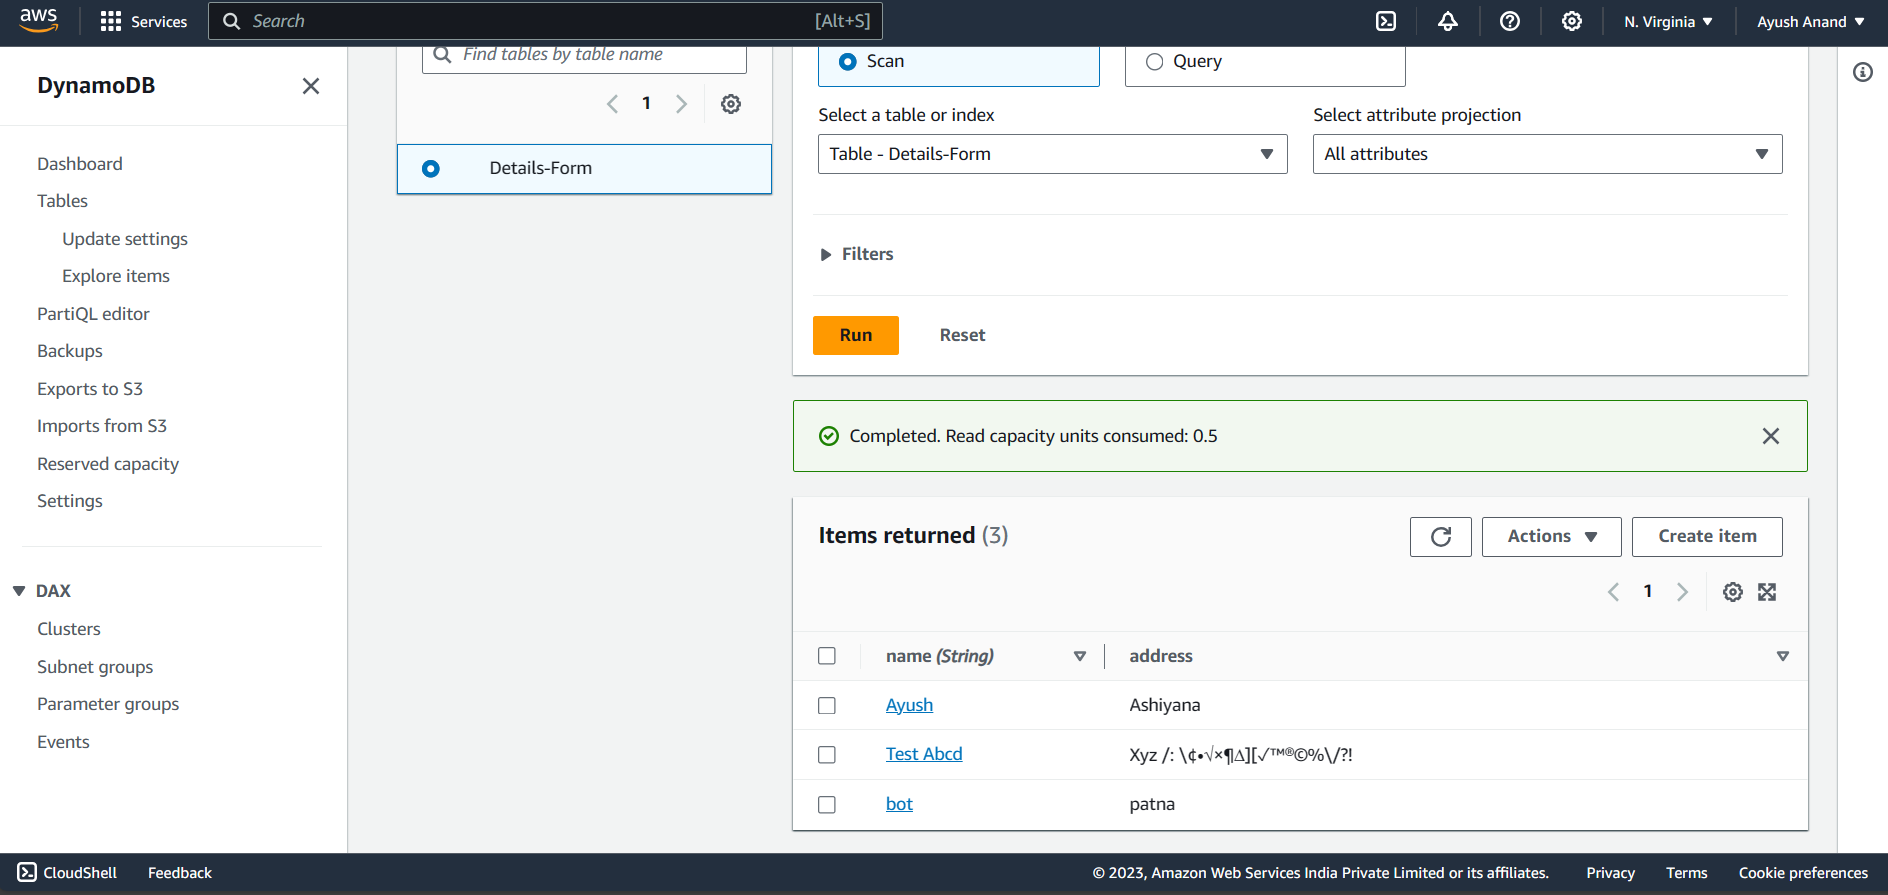 aws Services Search [Alt+S] N. Virginia Ayush Anand
DynamoDB
Dashboard
Tables
Update settings
Explore items
PartiQL editor
Backups
Exports to S3
Imports from S3
Reserved capacity
Settings
DAX
Clusters
Subnet groups
Parameter groups
Events
Find tables by table name
1
Details-Form
Scan Query
Select a table or index Select attribute projection
Table - Details-Form All attributes
Filters
Run Reset
Completed. Read capacity units consumed: 0.5
Items returned (3) Actions Create item
1
name (String) address
Ayush Ashiyana
Test Abcd Xyz /: \¢•√×¶∆][✓™®©%\/?!
bot patna
CloudShell Feedback © 2023, Amazon Web Services India Private Limited or its affiliates. Privacy Terms Cookie preferences